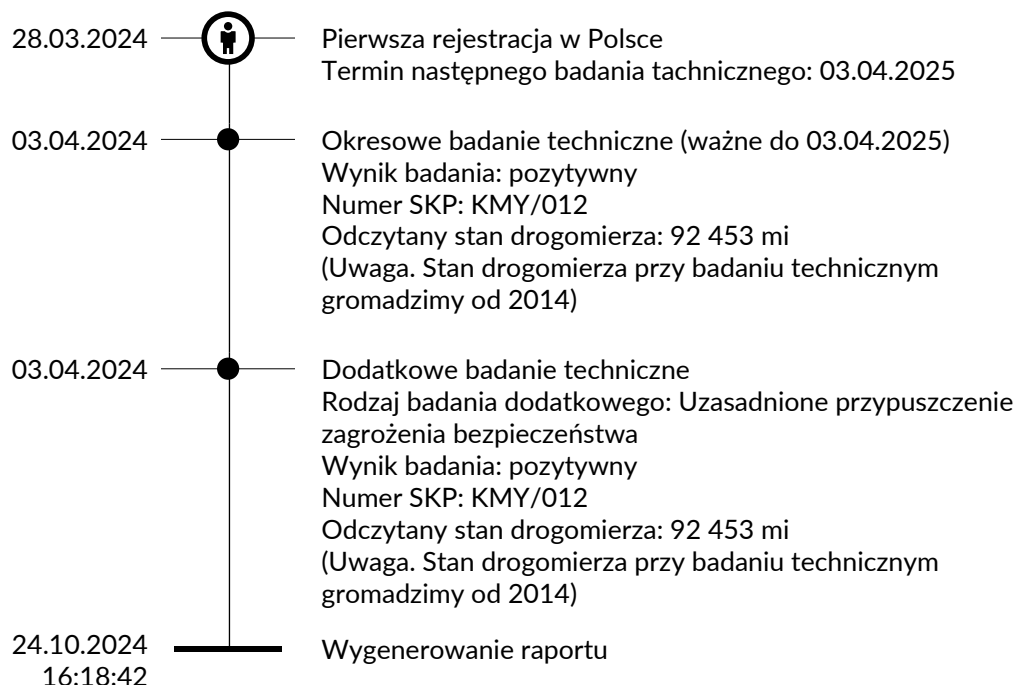 28.03.2024
Pierwsza rejestracja w Polsce
Termin następnego badania tachnicznego: 03.04.2025
03.04.2024
Okresowe badanie techniczne (ważne do 03.04.2025)
Wynik badania: pozytywny
Numer SKP: KMY/012
Odczytany stan drogomierza: 92 453 mi
(Uwaga. Stan drogomierza przy badaniu technicznym
gromadzimy od 2014)
03.04.2024
Dodatkowe badanie techniczne
Rodzaj badania dodatkowego: Uzasadnione przypuszczenie
zagrożenia bezpieczeństwa
Wynik badania: pozytywny
Numer SKP: KMY/012
Odczytany stan drogomierza: 92 453 mi
(Uwaga. Stan drogomierza przy badaniu technicznym
gromadzimy od 2014)
24.10.2024
16:18:42
Wygenerowanie raportu